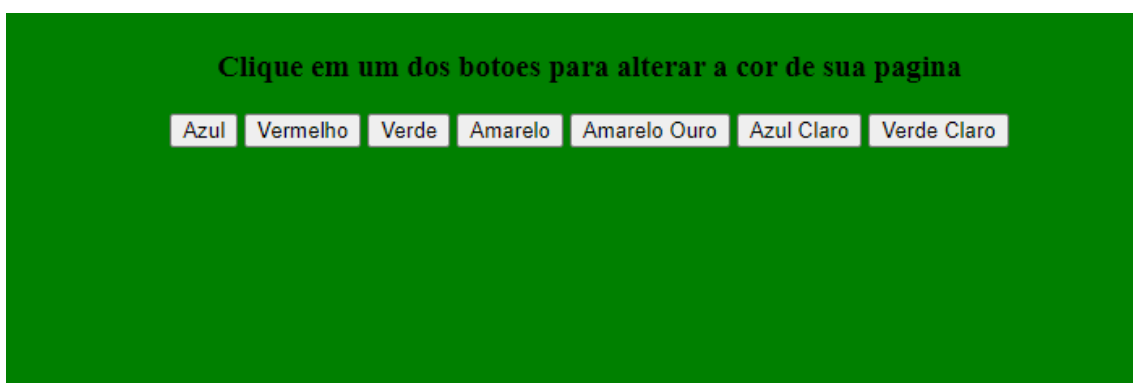 Clique em um dos botoes para alterar a cor de sua pagina
Azul Vermelho Verde Amarelo Amarelo Ouro Azul Claro Verde Claro